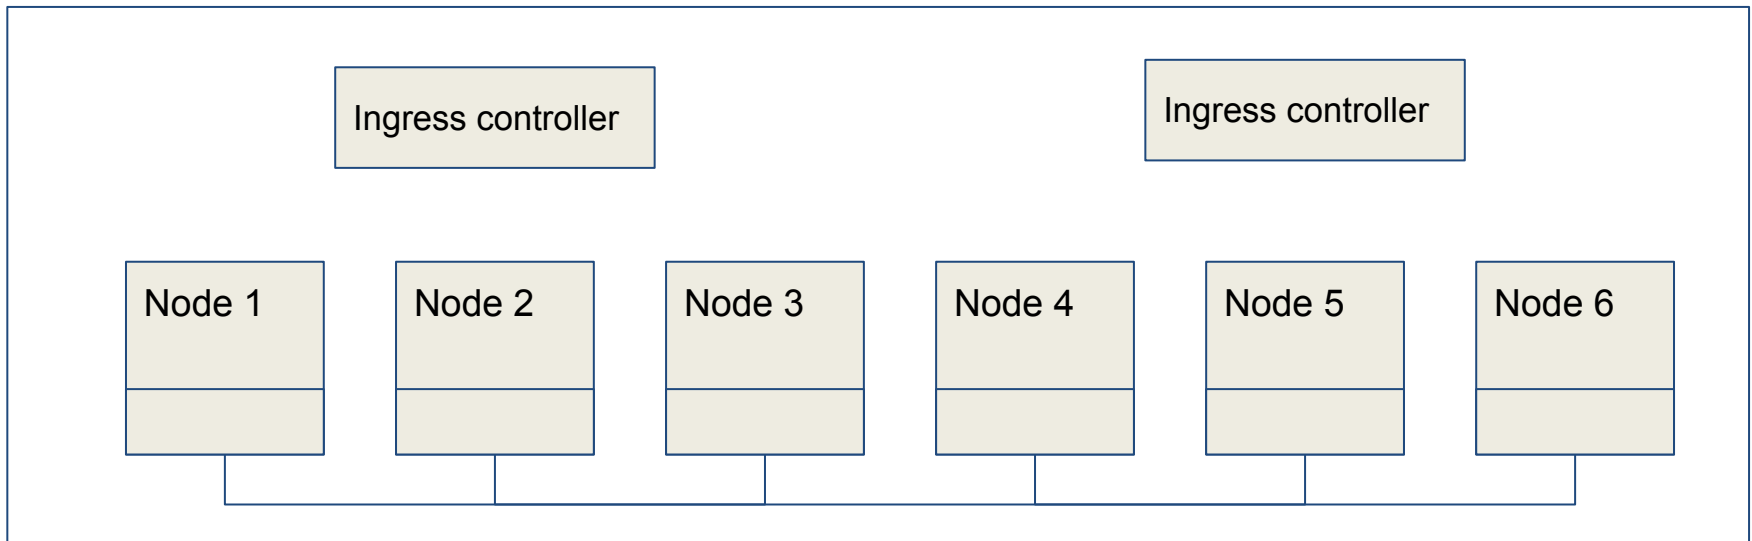 Ingress controller
Ingress controller
Node 1
Node 2
Node 3
Node 4
Node 5
Node 6